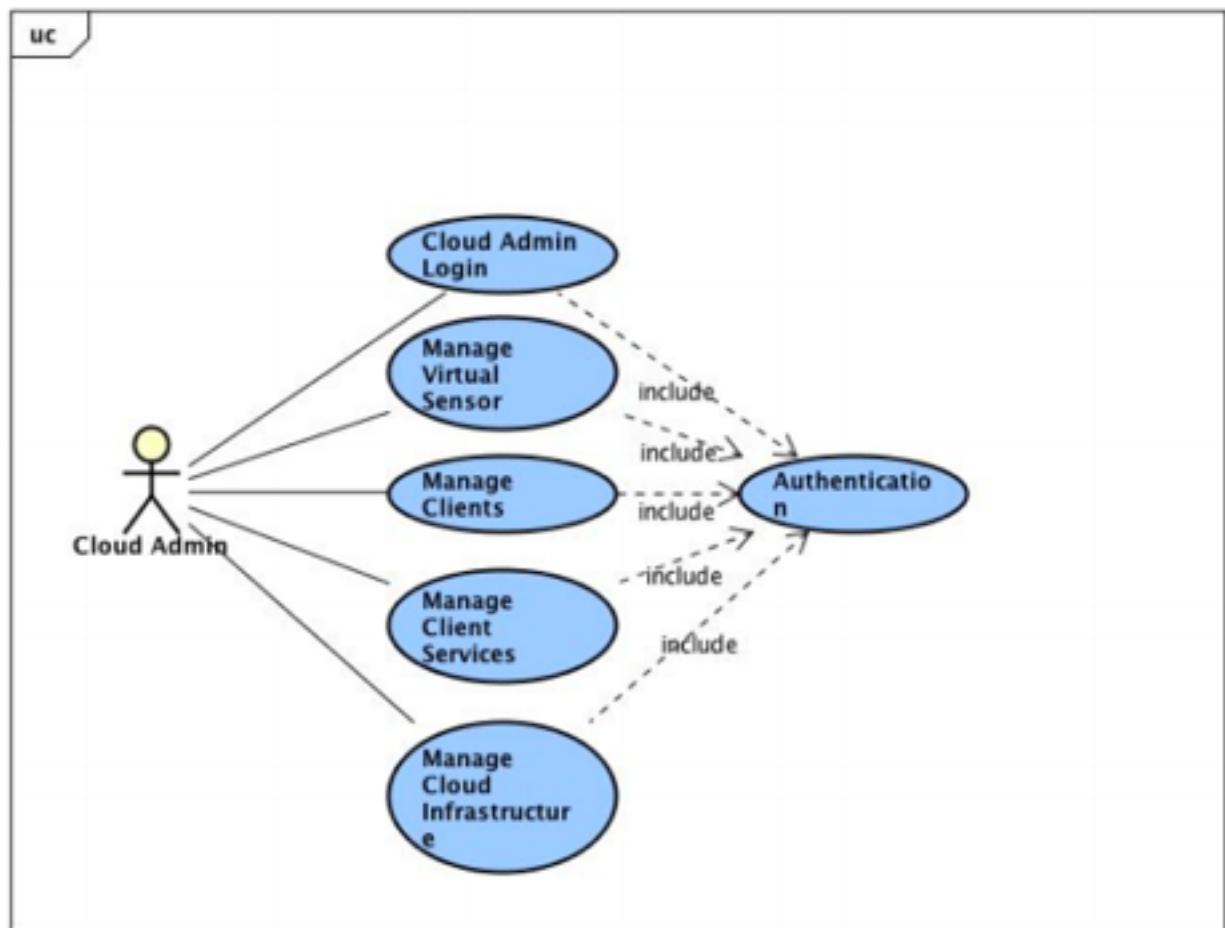 uc
Cloud Admin
Login
Manage
Virtual
Sensor
include
include
Manage
Clients
include
Authenticatio
n
Cloud Admin
Manage
Client
Services
include
include
Manage
Cloud
Infrastructur
e